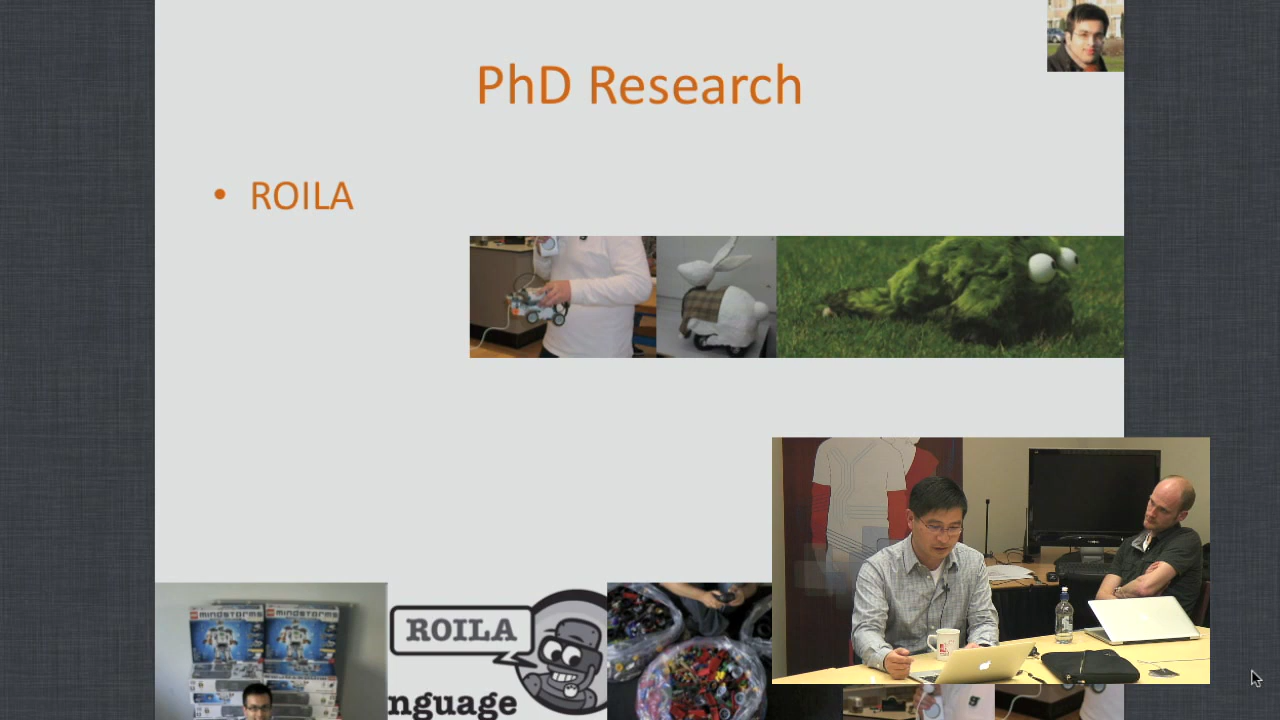 PhD Research
• ROILA
MINDSTORMS MINDSTORMS
ROILA
nguage